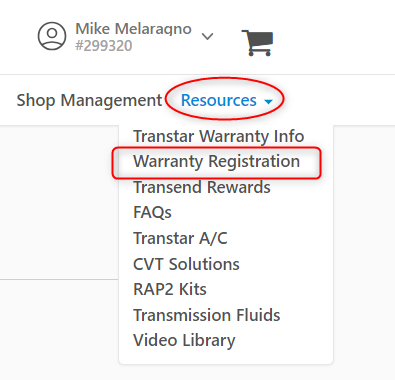 Mike Melaragno
#299320
Shop Management Resources
Transtar Warranty Info
Warranty Registration
Transend Rewards
FAQs
Transtar A/C
CVT Solutions
RAP2 Kits
Transmission Fluids
Video Library